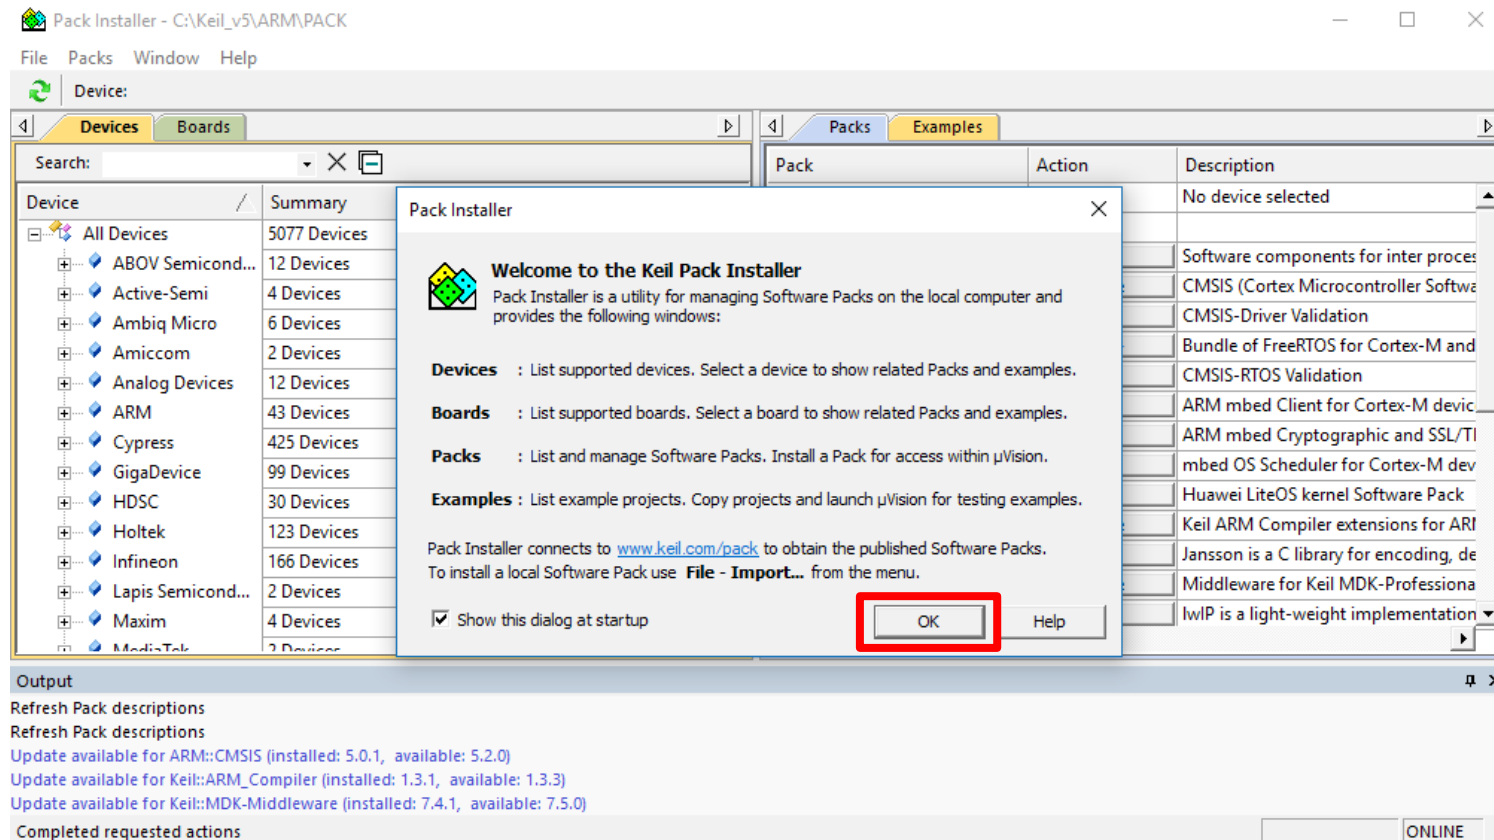 Pack Installer - C:\Keil_v5\ARM\PACK
File Packs Window Help
Device:
Devices Boards
Search:
Device Summary
All Devices 5077 Devices
ABOV Semicond... 12 Devices
Active-Semi 4 Devices
Ambiq Micro 6 Devices
Amiccom 2 Devices
Analog Devices 12 Devices
ARM 43 Devices
Cypress 425 Devices
GigaDevice 99 Devices
HDSC 30 Devices
Holtek 123 Devices
Infineon 166 Devices
Lapis Semicond... 2 Devices
Maxim 4 Devices
MediaTek 2 Devices
Packs Examples
Pack Action Description
No device selected
Software components for inter proces
CMSIS (Cortex Microcontroller Softwa
CMSIS-Driver Validation
Bundle of FreeRTOS for Cortex-M and
CMSIS-RTOS Validation
ARM mbed Client for Cortex-M devic
ARM mbed Cryptographic and SSL/Tl
mbed OS Scheduler for Cortex-M dev
Huawei LiteOS kernel Software Pack
Keil ARM Compiler extensions for ARM
Jansson is a C library for encoding, de
Middleware for Keil MDK-Professiona
lwIP is a light-weight implementation
Pack Installer
Welcome to the Keil Pack Installer
Pack Installer is a utility for managing Software Packs on the local computer and
provides the following windows:
Devices : List supported devices. Select a device to show related Packs and examples.
Boards : List supported boards. Select a board to show related Packs and examples.
Packs : List and manage Software Packs. Install a Pack for access within µVision.
Examples : List example projects. Copy projects and launch µVision for testing examples.
Pack Installer connects to www.keil.com/pack to obtain the published Software Packs.
To install a local Software Pack use File - Import... from the menu.
Show this dialog at startup
OK Help
Output
Refresh Pack descriptions
Refresh Pack descriptions
Update available for ARM::CMSIS (installed: 5.0.1, available: 5.2.0)
Update available for Keil::ARM_Compiler (installed: 1.3.1, available: 1.3.3)
Update available for Keil::MDK-Middleware (installed: 7.4.1, available: 7.5.0)
Completed requested actions ONLINE